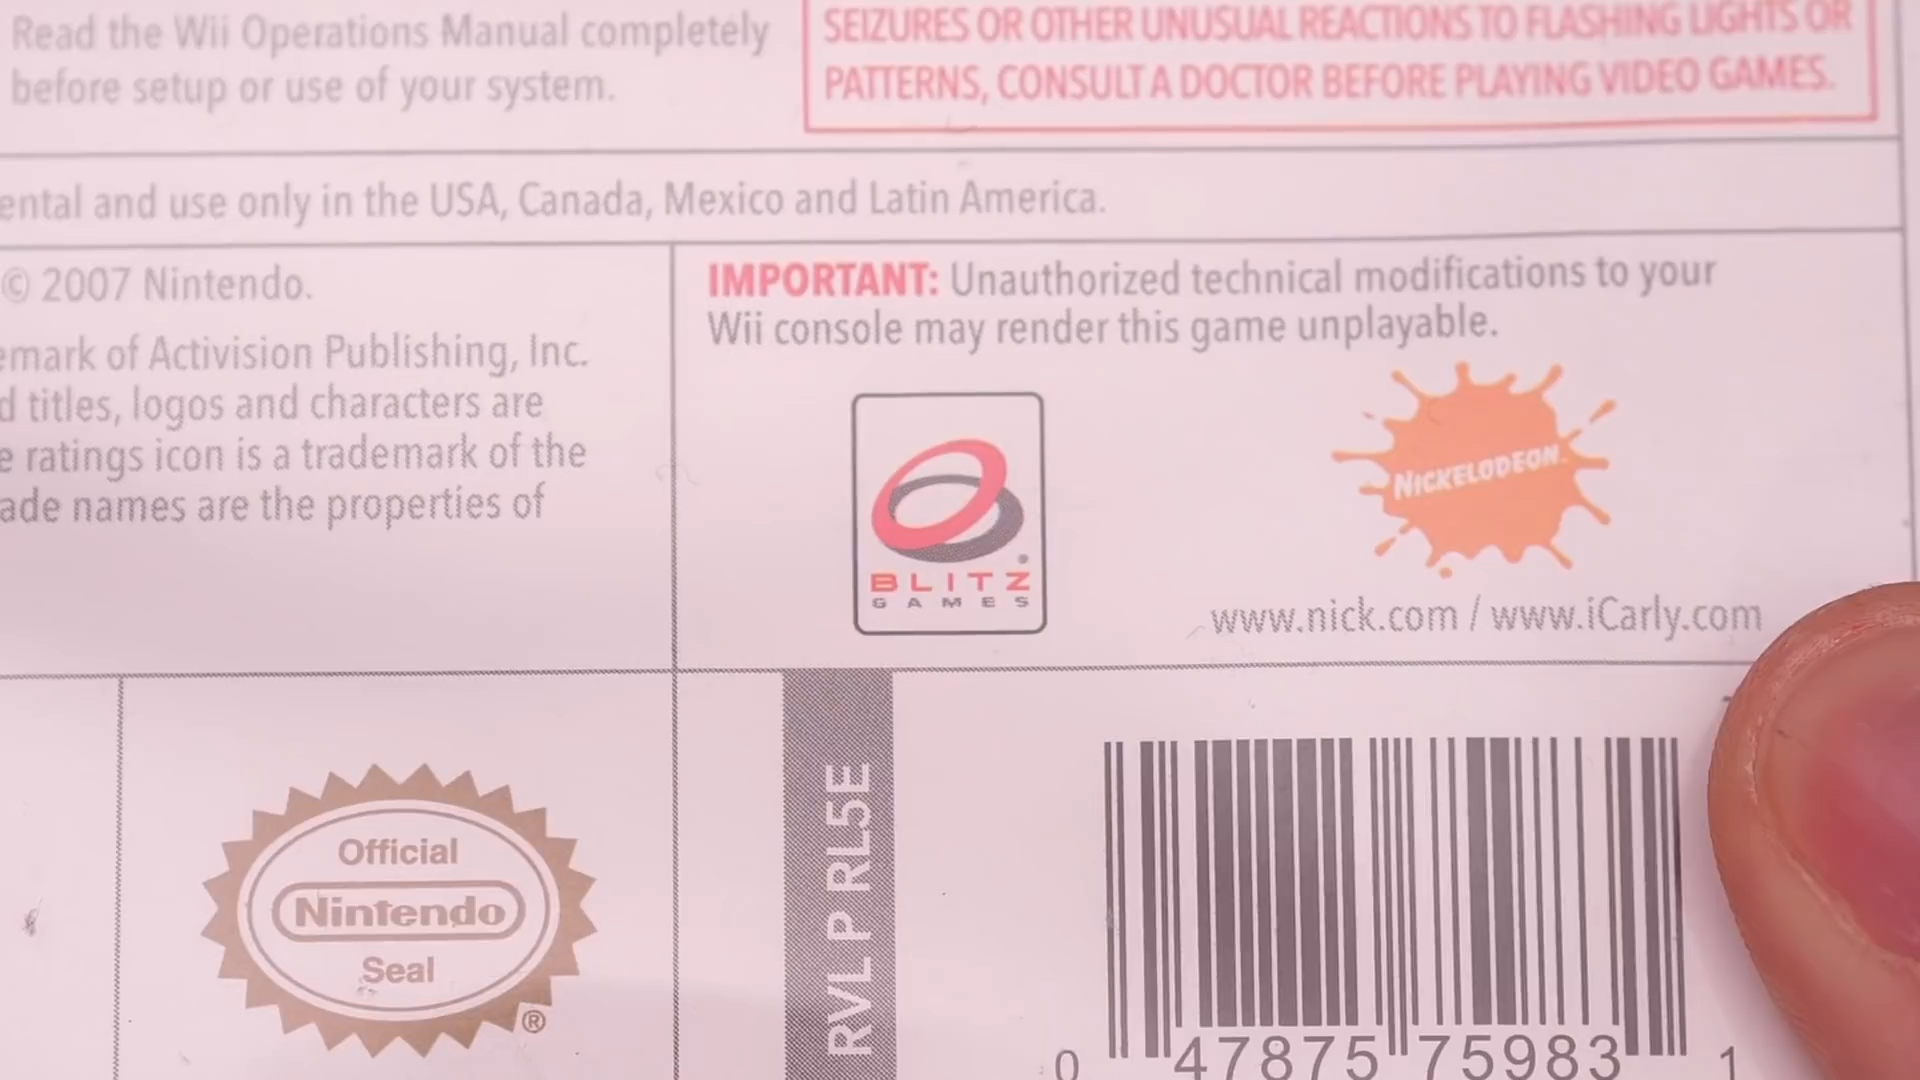 Read the Wii Operations Manual completely
before setup or use of your system.
SEIZURES OR OTHER UNUSUAL REACTIONS TO FLASHING LIGHTS OR
PATTERNS, CONSULT A DOCTOR BEFORE PLAYING VIDEO GAMES.
ental and use only in the USA, Canada, Mexico and Latin America.
© 2007 Nintendo.
emark of Activision Publishing, Inc.
d titles, logos and characters are
e ratings icon is a trademark of the
ade names are the properties of
IMPORTANT: Unauthorized technical modifications to your
Wii console may render this game unplayable.
BLITZ
GAMES
NICKELODEON
www.nick.com / www.iCarly.com
Official
Nintendo
Seal
®
RVL P RL5E
0 47875 75983 1